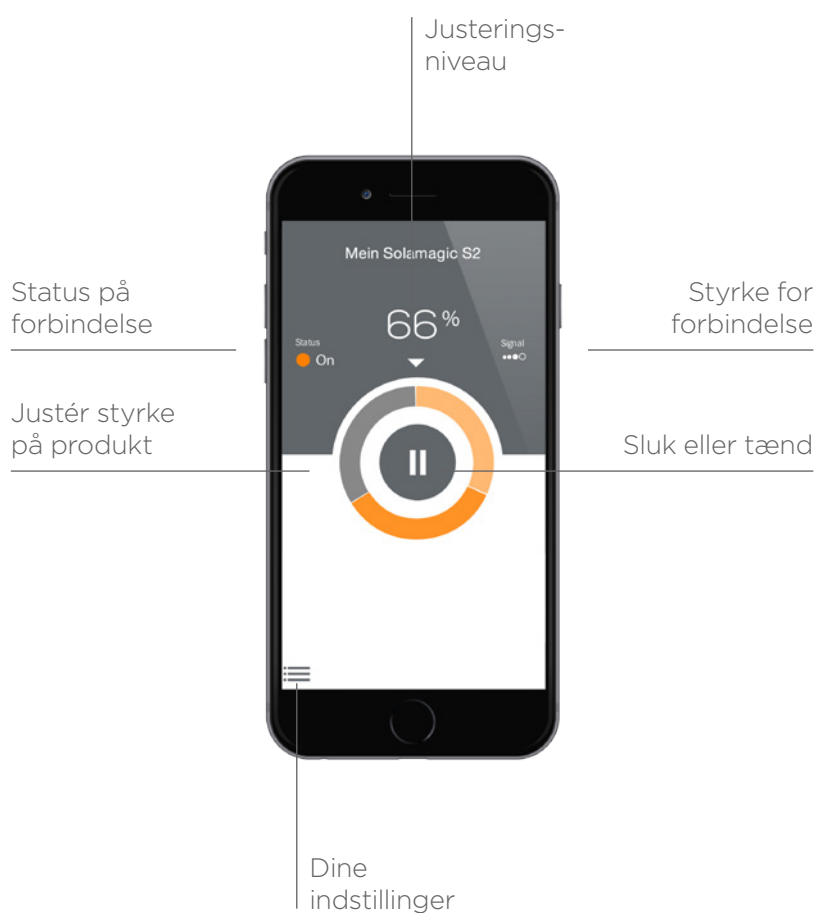 Justerings-
niveau
Mein Solamagic S2
Status på
forbindelse
Styrke for
forbindelse
66%
Status
On
Signal
Justér styrke
på produkt
Sluk eller tænd
Dine
indstillinger